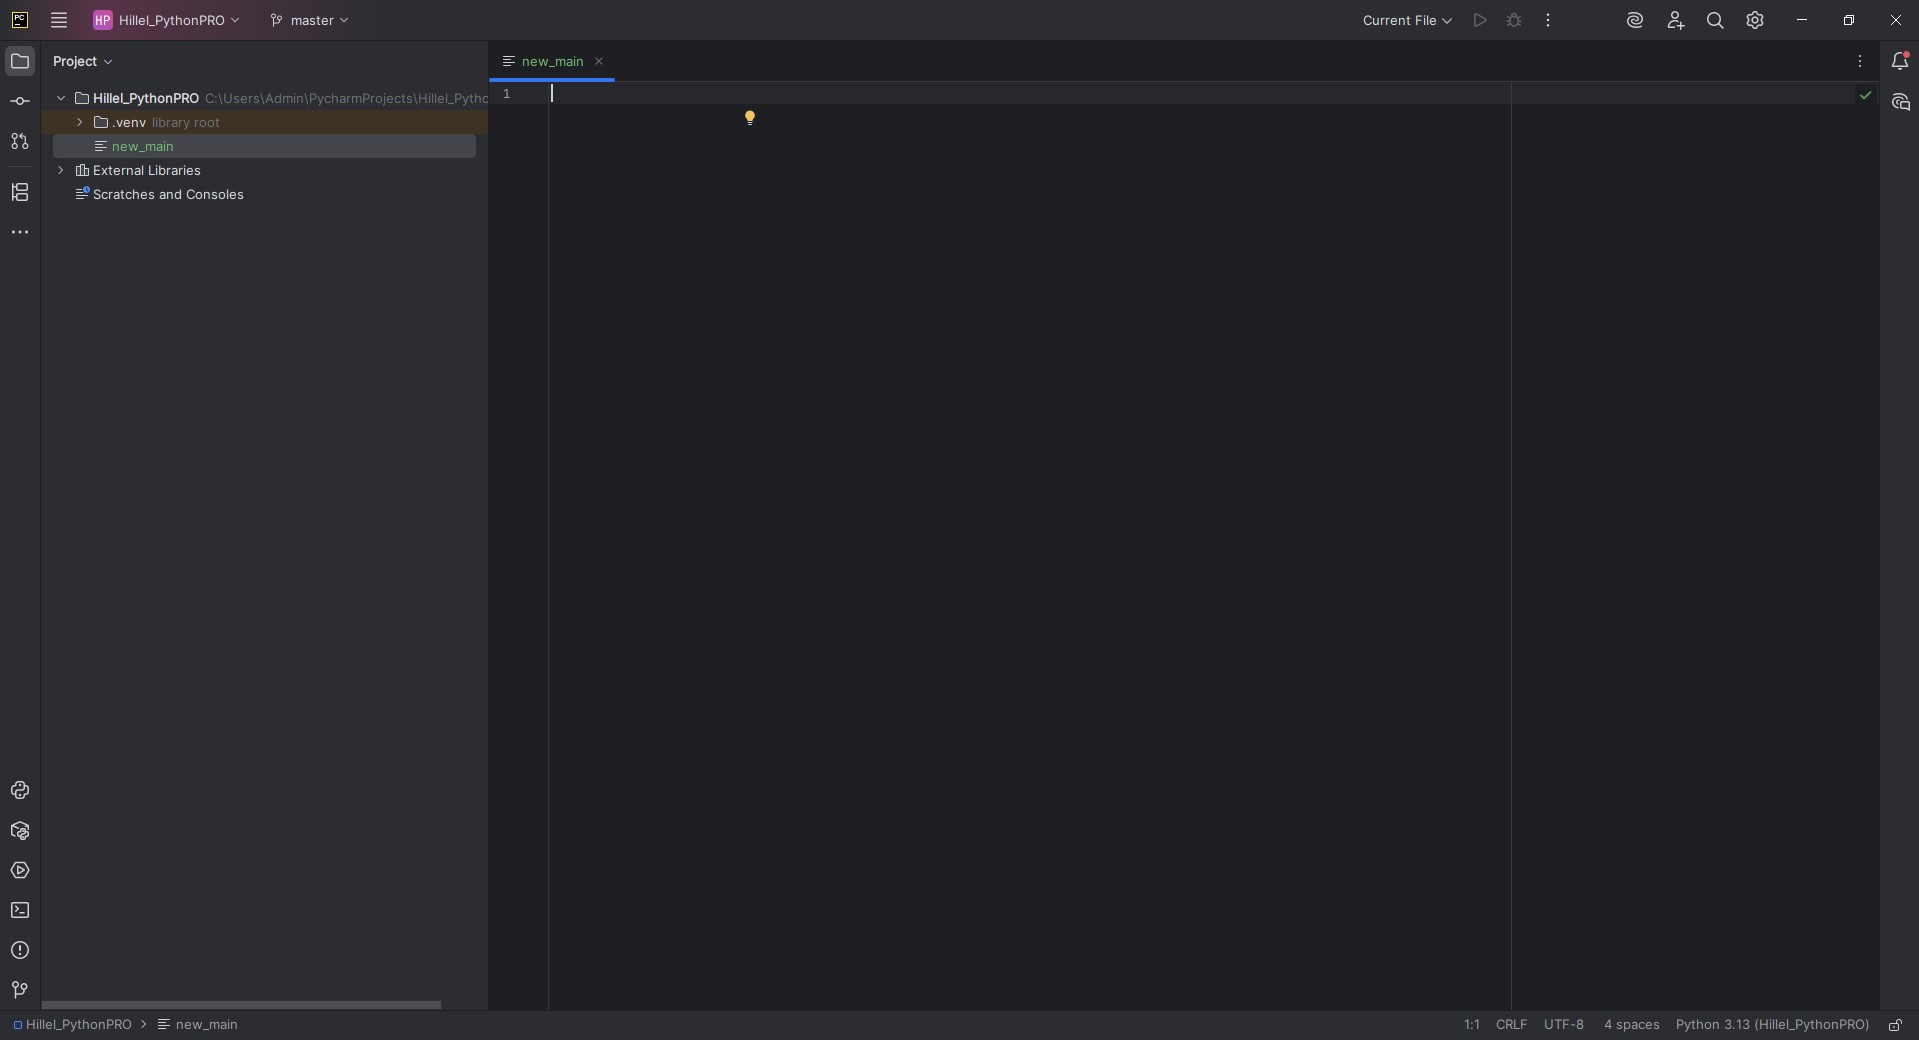 PC
HP Hillel_PythonPRO master Current File
Project
new_main
1
Hillel_PythonPRO C:\Users\Admin\PycharmProjects\Hillel_Pytho
.venv library root
new_main
External Libraries
Scratches and Consoles
Hillel_PythonPRO new_main 1:1 CRLF UTF-8 4 spaces Python 3.13 (Hillel_PythonPRO)